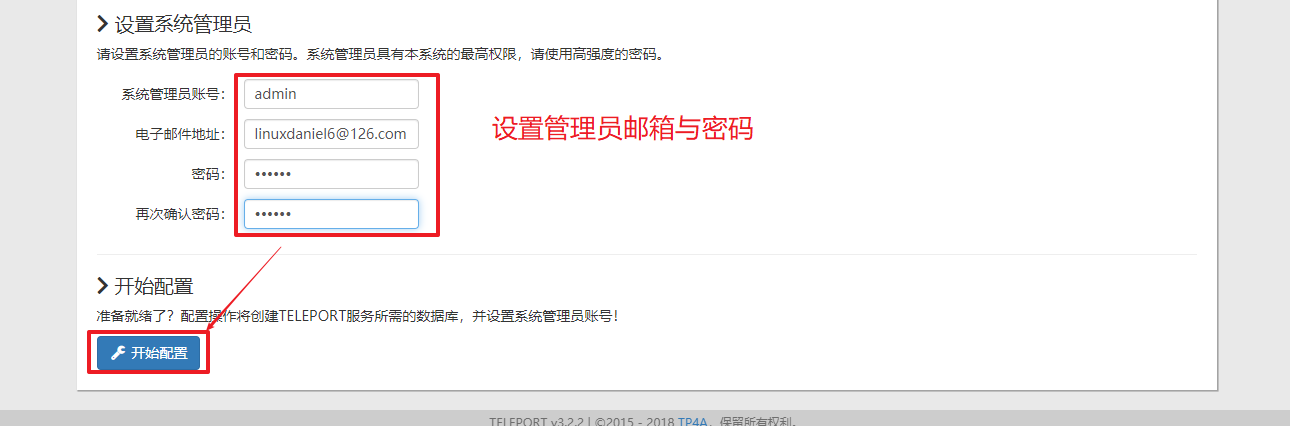 设置系统管理员
请设置系统管理员的账号和密码。系统管理员具有本系统的最高权限，请使用高强度的密码。
系统管理员账号： admin
电子邮件地址： linuxdaniel6@126.com
设置管理员邮箱与密码
密码： ••••••
再次确认密码： ••••••
开始配置
准备就绪了？配置操作将创建TELEPORT服务所需的数据库，并设置系统管理员账号！
开始配置
TELEPORT v3.2.2 | ©2015 - 2018 TP4A，保留所有权利。